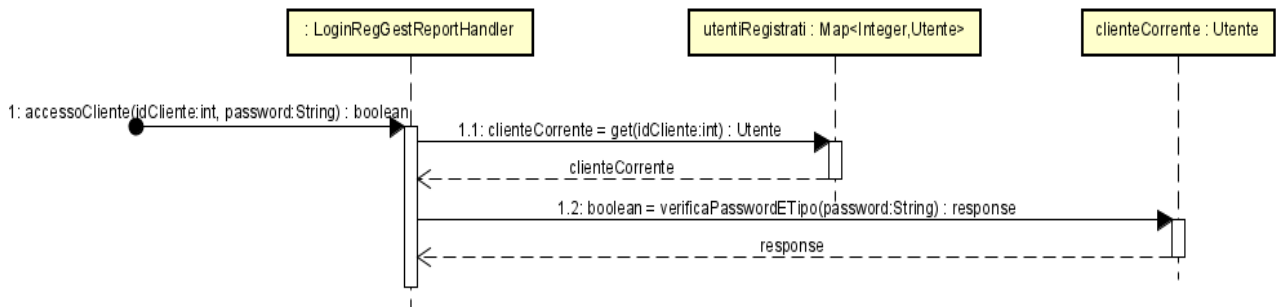 : LoginRegGestReportHandler
utentiRegistrati : Map<Integer,Utente>
clienteCorrente : Utente
1: accessoCliente(idCliente:int, password:String) : boolean
1.1: clienteCorrente = get(idCliente:int) : Utente
clienteCorrente
1.2: boolean = verificaPasswordETipo(password:String) : response
response